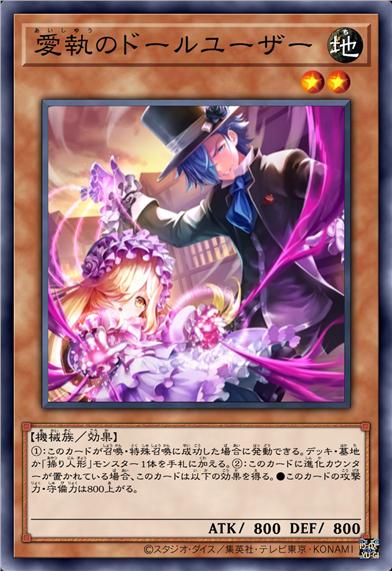 愛執のドールユーザー
地
【機械族／効果】
①:このカードが召喚・特殊召喚に成功した場合に発動できる。デッキ・墓地
か「操り人形」モンスター1体を手札に加える。②:このカードに進化カウンタ
ーが置かれている場合、このカードは以下の効果を得る。●このカードの攻撃
力・守備力は800上がる。
ATK/ 800 DEF/ 800
©スタジオ・ダイス／集英社・テレビ東京・KONAMI